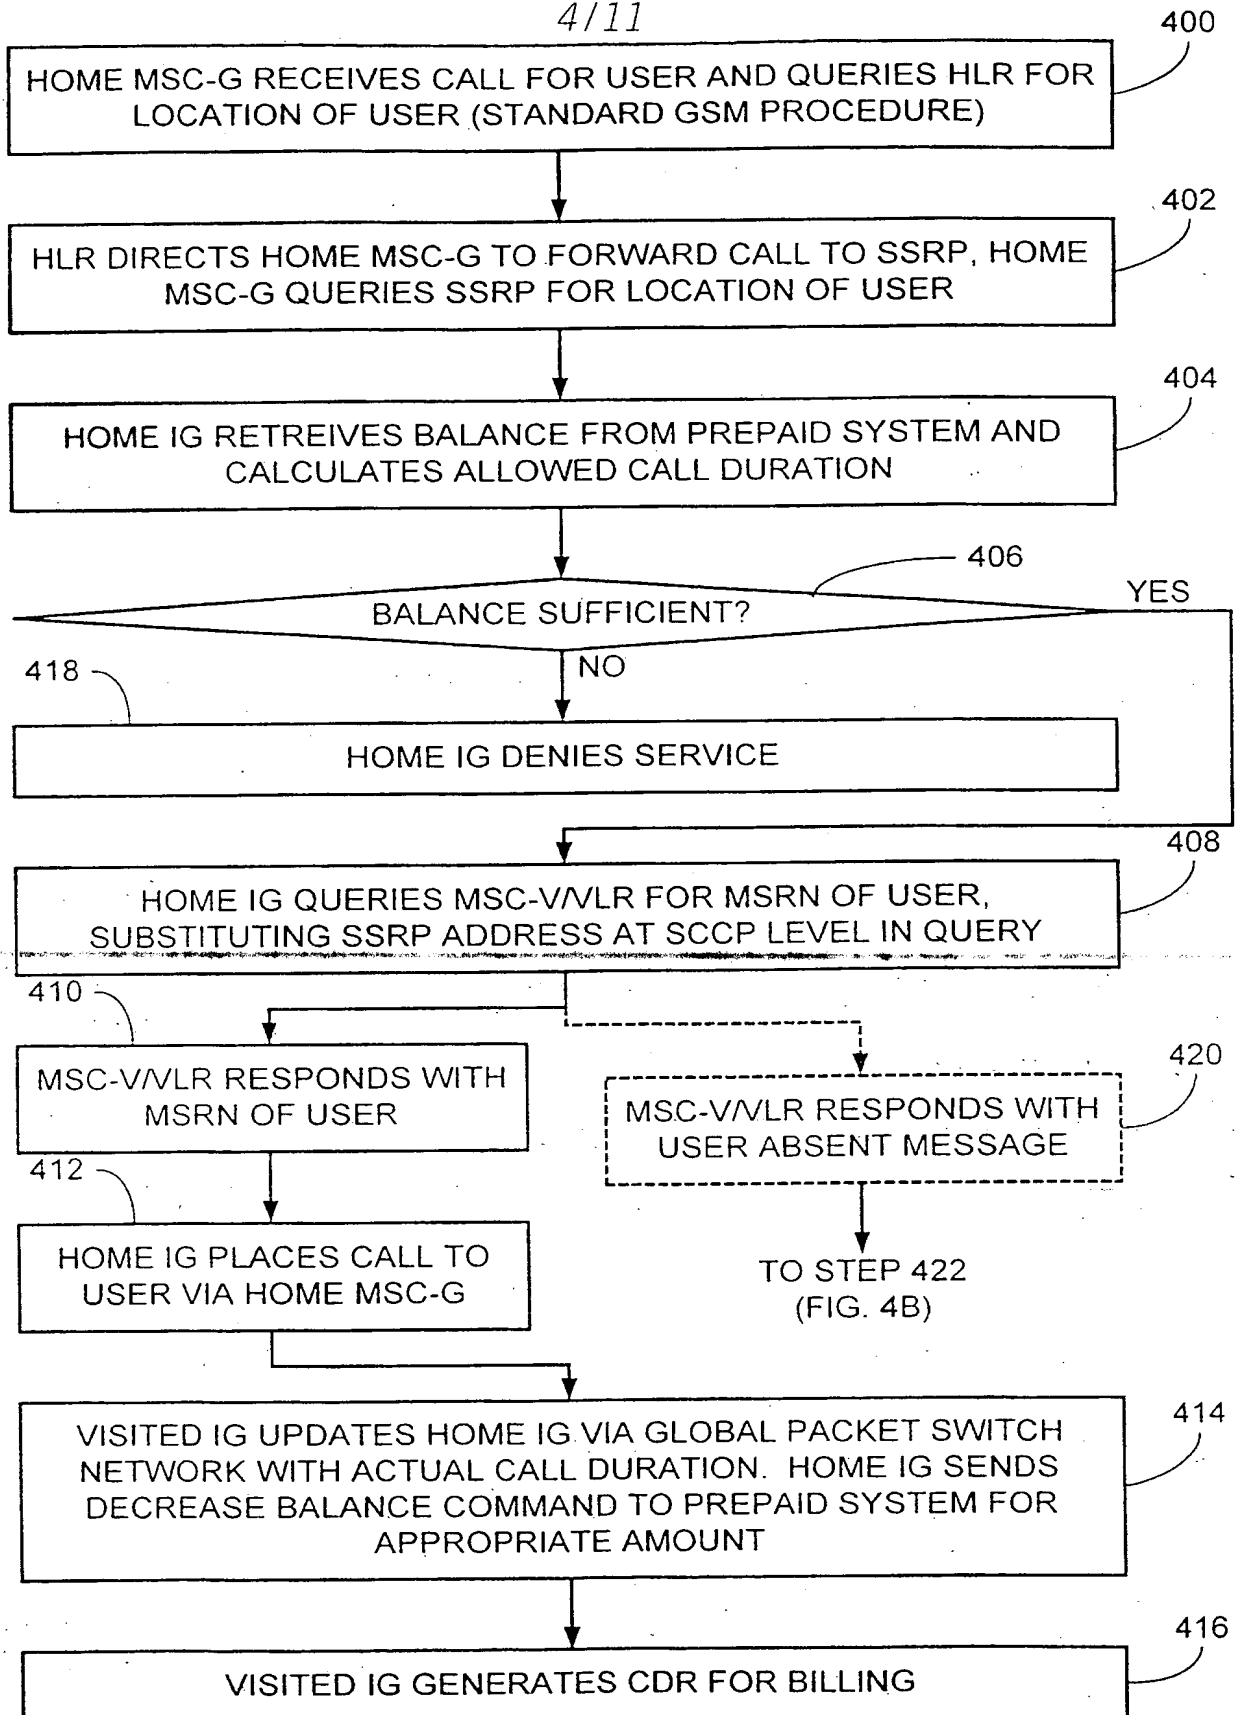 4/11
400
HOME MSC-G RECEIVES CALL FOR USER AND QUERIES HLR FOR
LOCATION OF USER (STANDARD GSM PROCEDURE)
402
HLR DIRECTS HOME MSC-G TO FORWARD CALL TO SSRP, HOME
MSC-G QUERIES SSRP FOR LOCATION OF USER
404
HOME IG RETREIVES BALANCE FROM PREPAID SYSTEM AND
CALCULATES ALLOWED CALL DURATION
406
BALANCE SUFFICIENT?
YES
NO
418
HOME IG DENIES SERVICE
408
HOME IG QUERIES MSC-V/VLR FOR MSRN OF USER,
SUBSTITUTING SSRP ADDRESS AT SCCP LEVEL IN QUERY
410
MSC-V/VLR RESPONDS WITH
MSRN OF USER
420
MSC-V/VLR RESPONDS WITH
USER ABSENT MESSAGE
412
HOME IG PLACES CALL TO
USER VIA HOME MSC-G
TO STEP 422
(FIG. 4B)
414
VISITED IG UPDATES HOME IG VIA GLOBAL PACKET SWITCH
NETWORK WITH ACTUAL CALL DURATION. HOME IG SENDS
DECREASE BALANCE COMMAND TO PREPAID SYSTEM FOR
APPROPRIATE AMOUNT
416
VISITED IG GENERATES CDR FOR BILLING